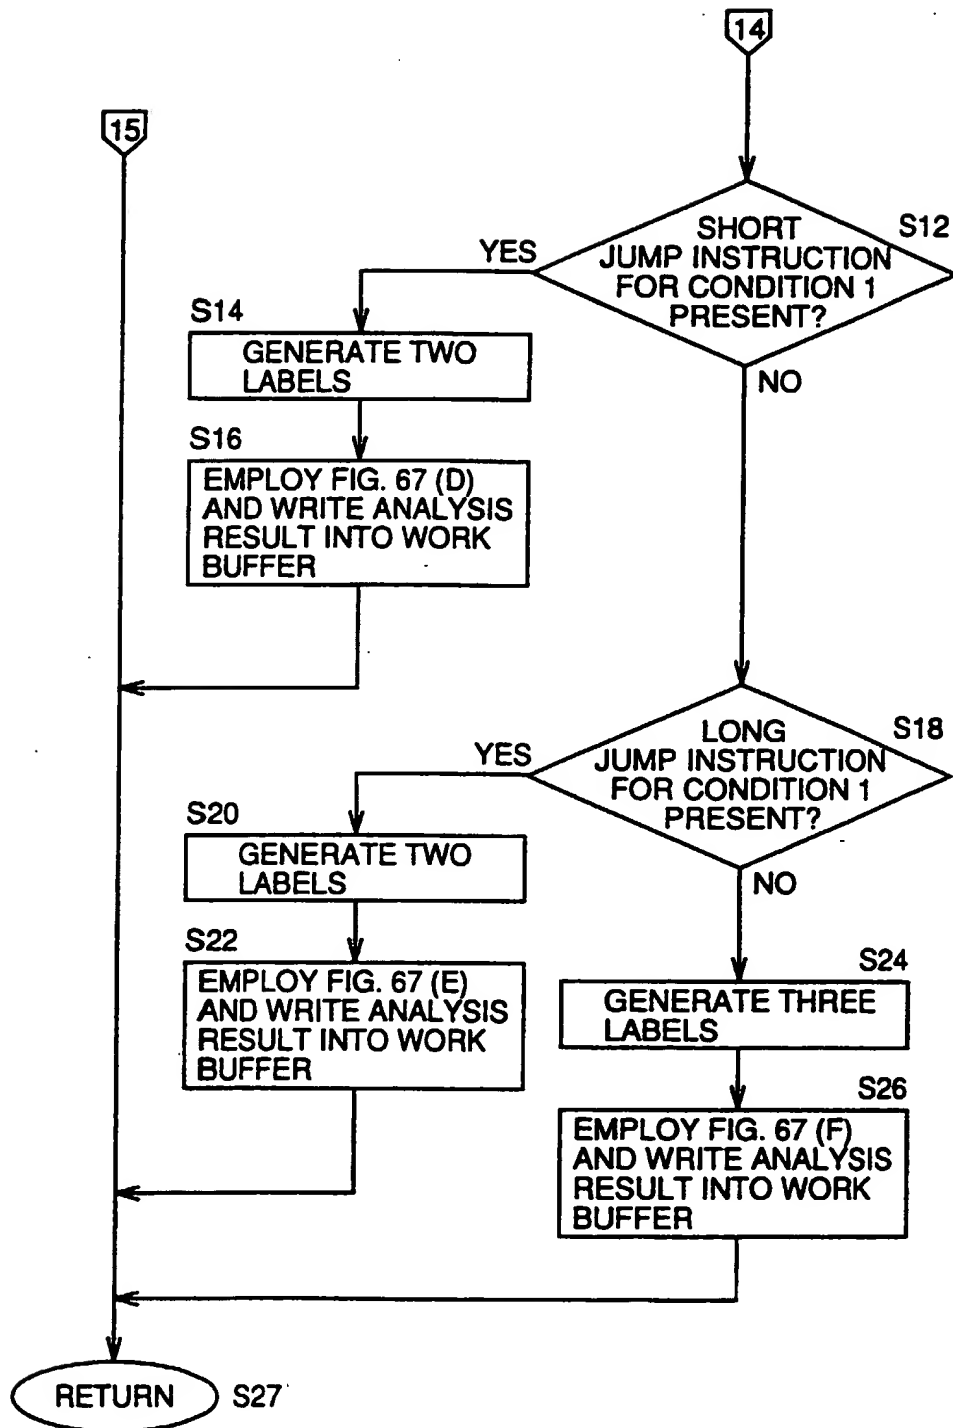 14
15
SHORT
JUMP INSTRUCTION
FOR CONDITION 1
PRESENT?
S12
YES
NO
S14
GENERATE TWO
LABELS
S16
EMPLOY FIG. 67 (D)
AND WRITE ANALYSIS
RESULT INTO WORK
BUFFER
LONG
JUMP INSTRUCTION
FOR CONDITION 1
PRESENT?
S18
YES
NO
S20
GENERATE TWO
LABELS
S22
EMPLOY FIG. 67 (E)
AND WRITE ANALYSIS
RESULT INTO WORK
BUFFER
S24
GENERATE THREE
LABELS
S26
EMPLOY FIG. 67 (F)
AND WRITE ANALYSIS
RESULT INTO WORK
BUFFER
RETURN
S27